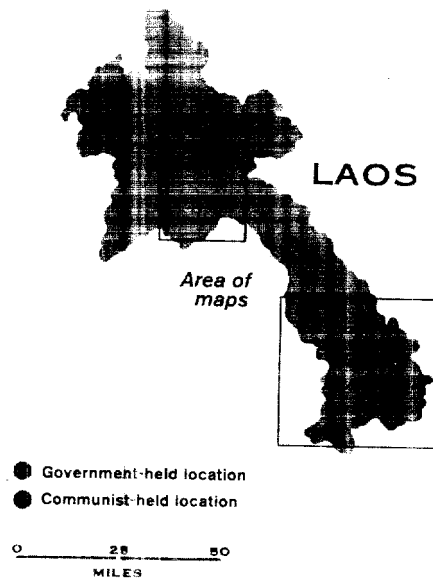 LAOS
Area of
maps
Government-held location
Communist-held location
0 25 50
MILES